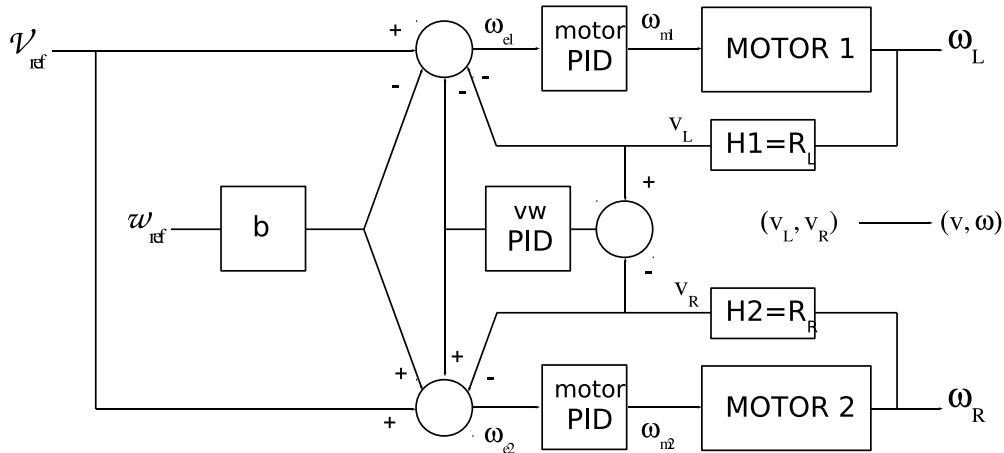 V_ref
+
ω_e1
motor
PID
ω_m1
MOTOR 1
ω_L
-
-
-
v_L
H1=R_L
+
w_ref
b
vw
PID
(v_L, v_R)
(v, ω)
-
v_R
H2=R_R
+
+
-
+
ω_e2
motor
PID
ω_m2
MOTOR 2
ω_R